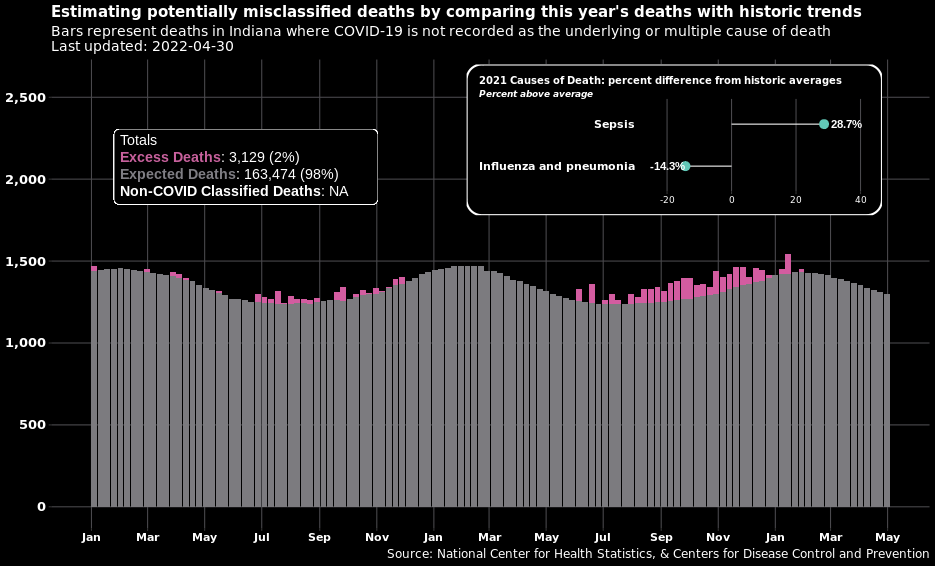 Estimating potentially misclassified deaths by comparing this year's deaths with historic trends
Bars represent deaths in Indiana where COVID-19 is not recorded as the underlying or multiple cause of death
Last updated: 2022-04-30
2021 Causes of Death: percent difference from historic averages
Percent above average
Sepsis
28.7%
Influenza and pneumonia
-14.3%
-20 0 20 40
Totals
Excess Deaths: 3,129 (2%)
Expected Deaths: 163,474 (98%)
Non-COVID Classified Deaths: NA
2,500
2,000
1,500
1,000
500
0
Jan Mar May Jul Sep Nov Jan Mar May Jul Sep Nov Jan Mar May
Source: National Center for Health Statistics, & Centers for Disease Control and Prevention